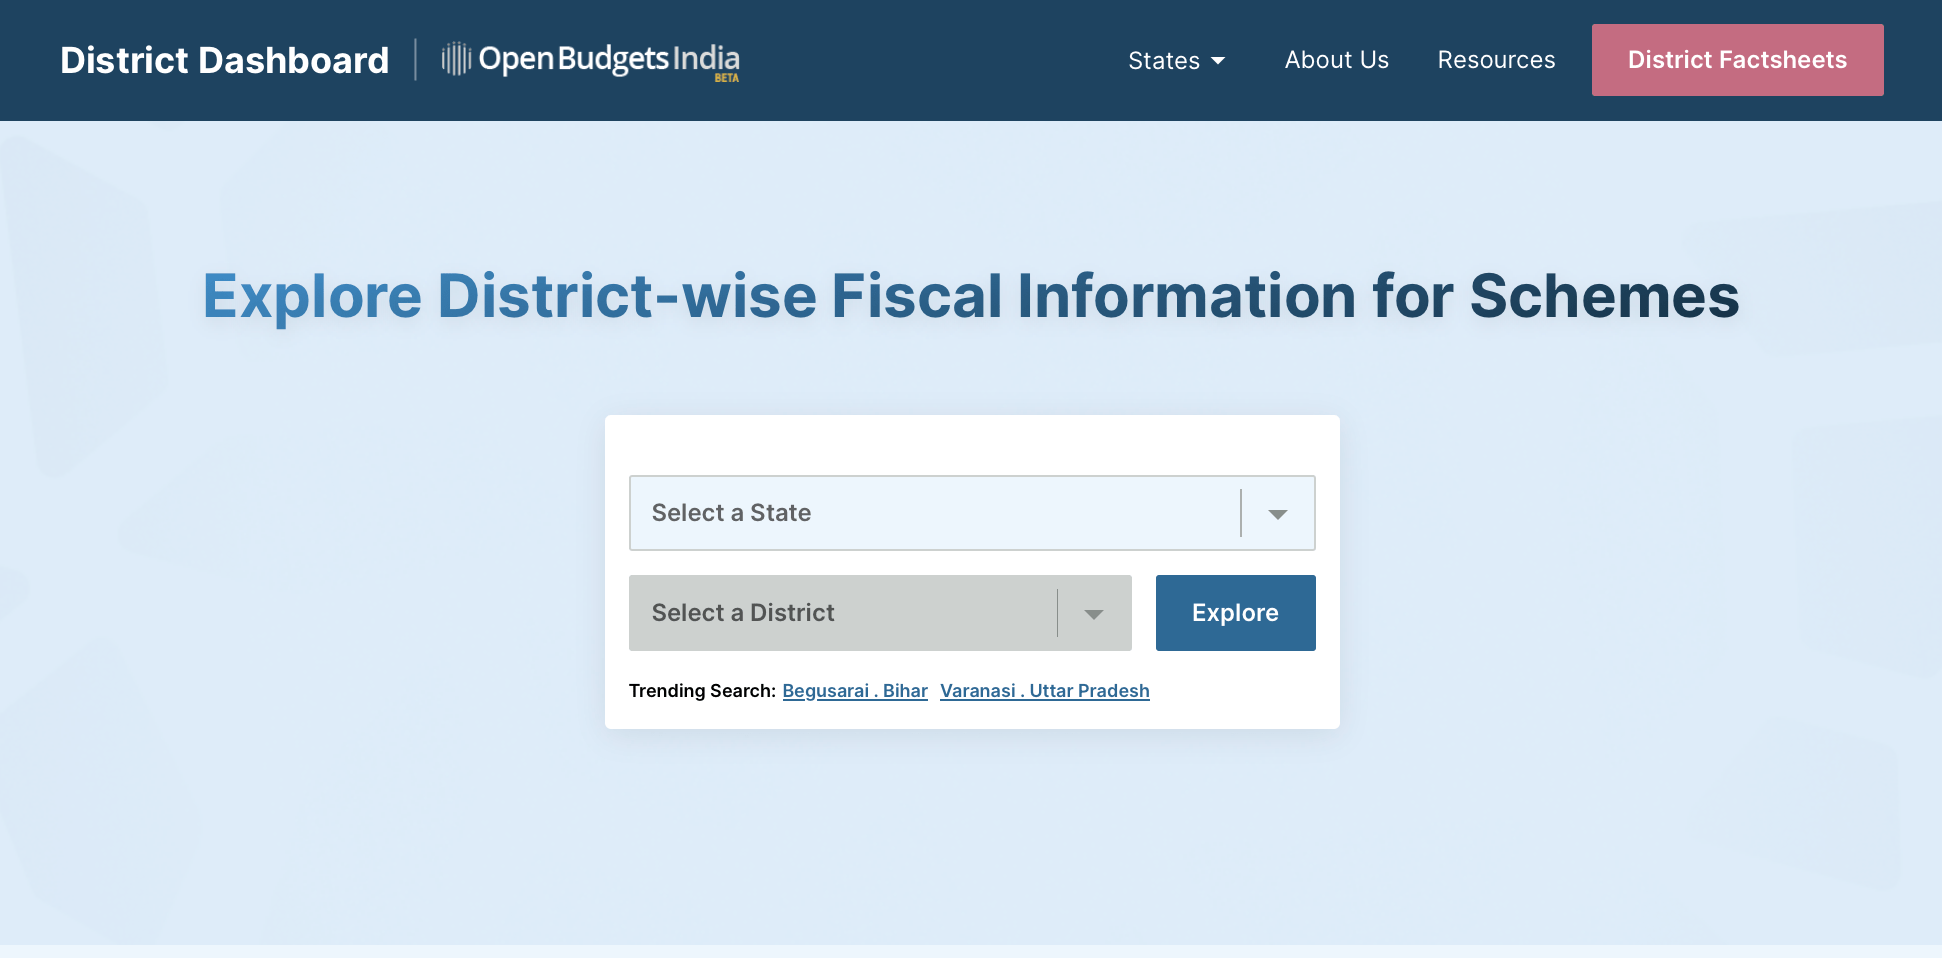 District Dashboard
OpenBudgetsIndia
BETA
States
About Us
Resources
District Factsheets
Explore District-wise Fiscal Information for Schemes
Select a State
Select a District
Explore
Trending Search: Begusarai . Bihar Varanasi . Uttar Pradesh